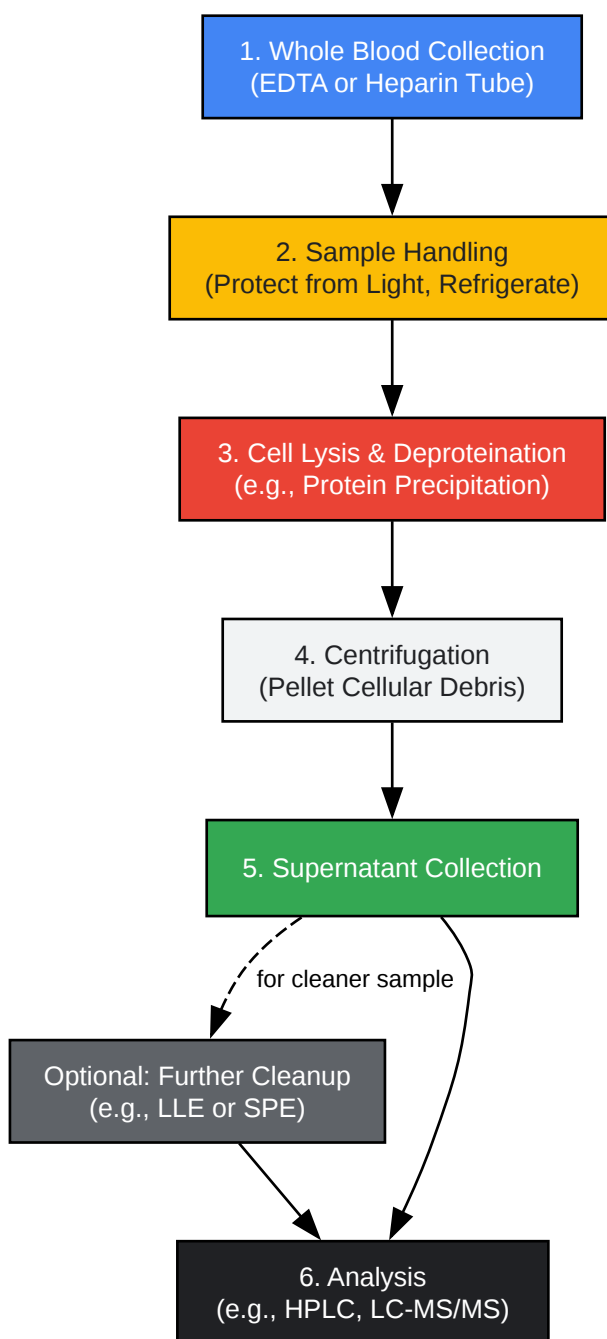 1. Whole Blood Collection
(EDTA or Heparin Tube)
2. Sample Handling
(Protect from Light, Refrigerate)
3. Cell Lysis & Deproteination
(e.g., Protein Precipitation)
4. Centrifugation
(Pellet Cellular Debris)
5. Supernatant Collection
for cleaner sample
Optional: Further Cleanup
(e.g., LLE or SPE)
6. Analysis
(e.g., HPLC, LC-MS/MS)